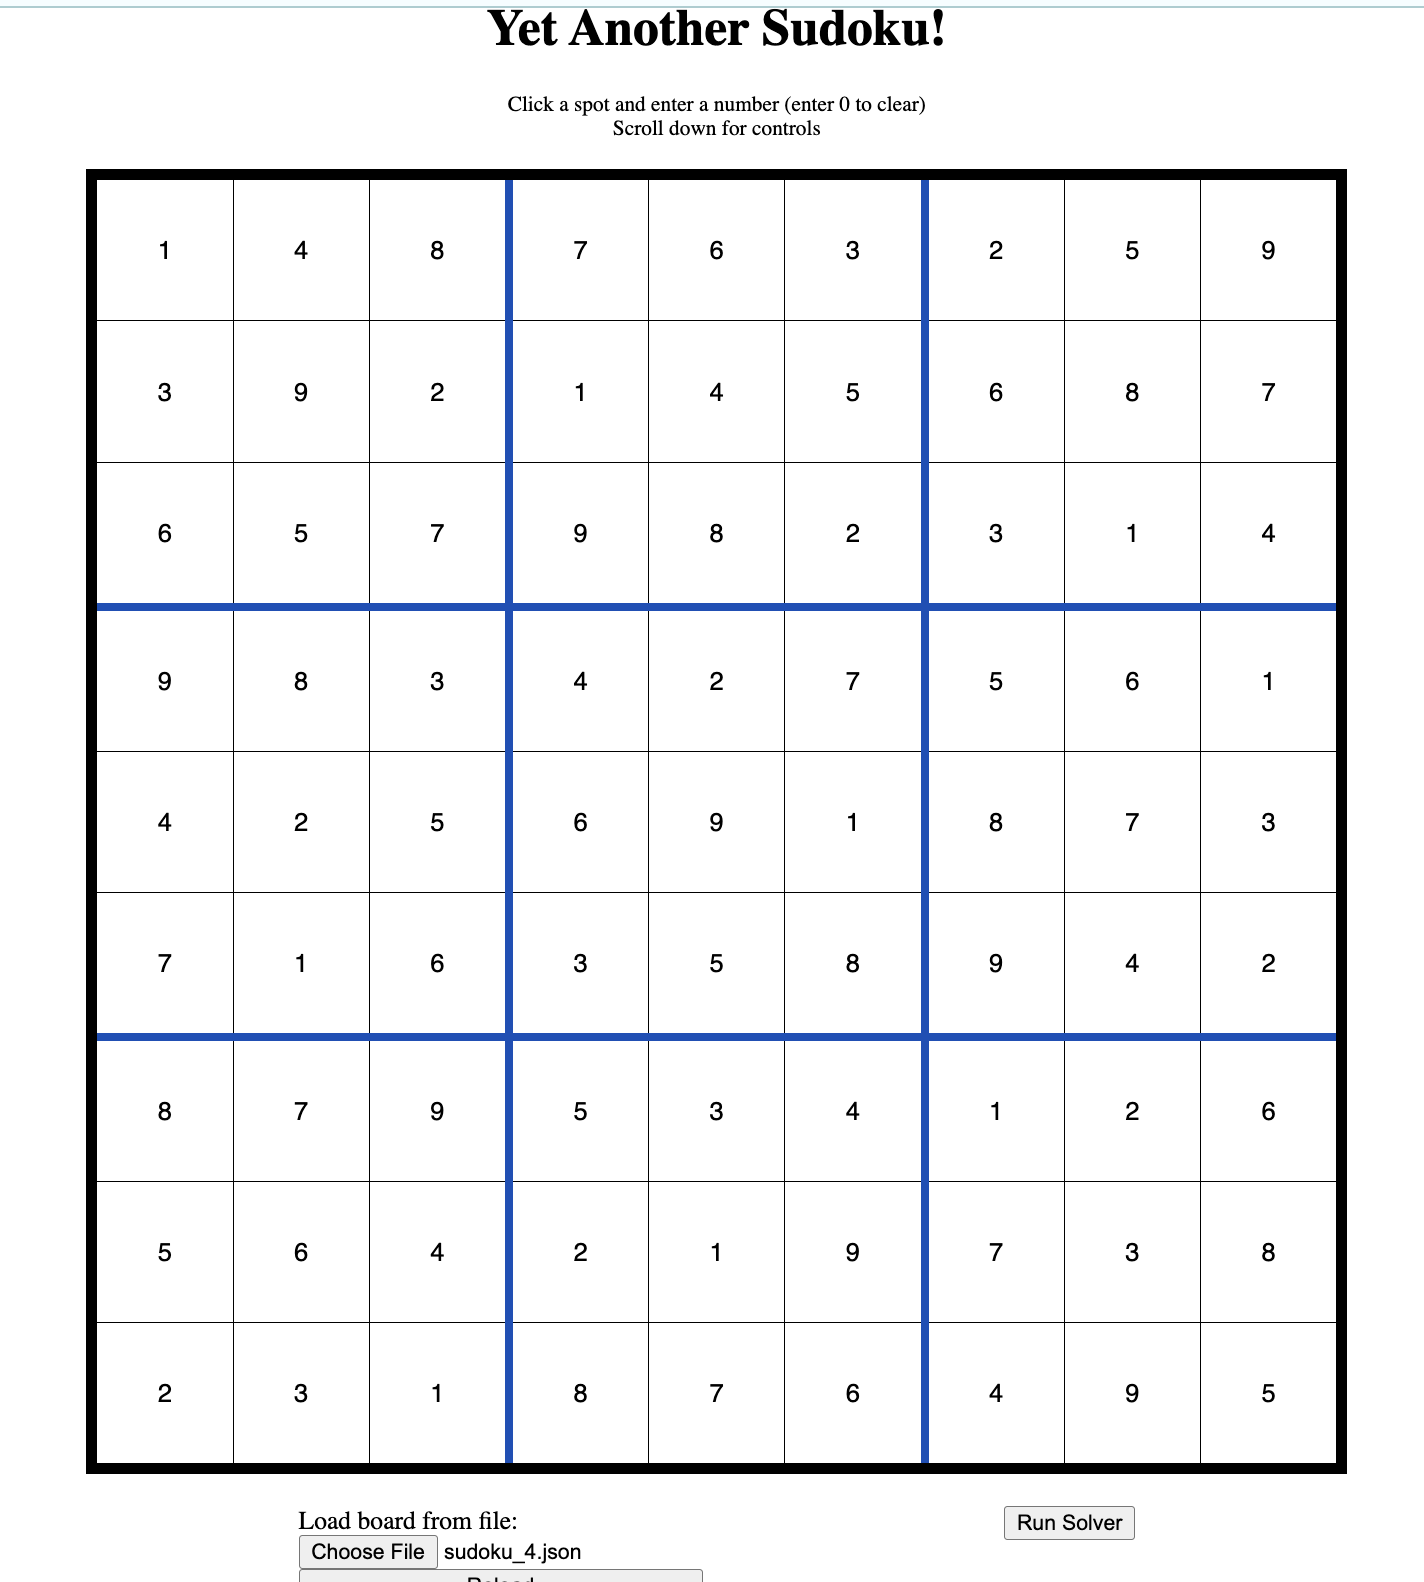 Yet Another Sudoku!
Click a spot and enter a number (enter 0 to clear)
Scroll down for controls
1 4 8 7 6 3 2 5 9
3 9 2 1 4 5 6 8 7
6 5 7 9 8 2 3 1 4
9 8 3 4 2 7 5 6 1
4 2 5 6 9 1 8 7 3
7 1 6 3 5 8 9 4 2
8 7 9 5 3 4 1 2 6
5 6 4 2 1 9 7 3 8
2 3 1 8 7 6 4 9 5
Load board from file:
Run Solver
Choose File sudoku_4.json
Reload